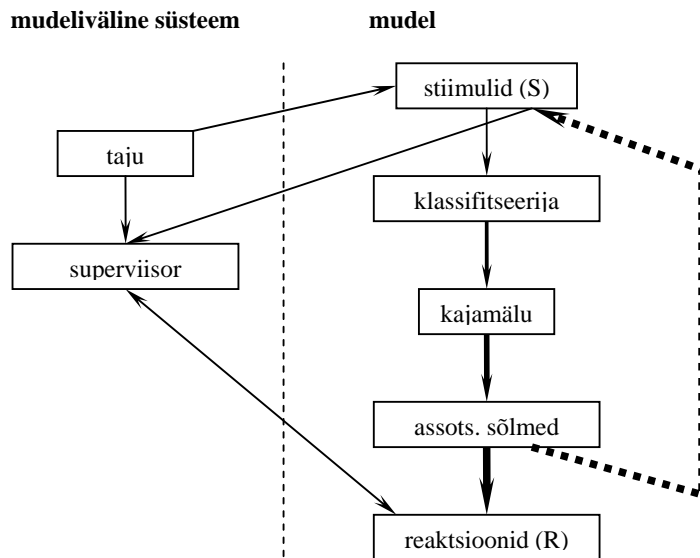 mudeliväline süsteem
mudel
stiimulid (S)
taju
klassifitseerija
superviisor
kajamälu
assots. sõlmed
reaktsioonid (R)